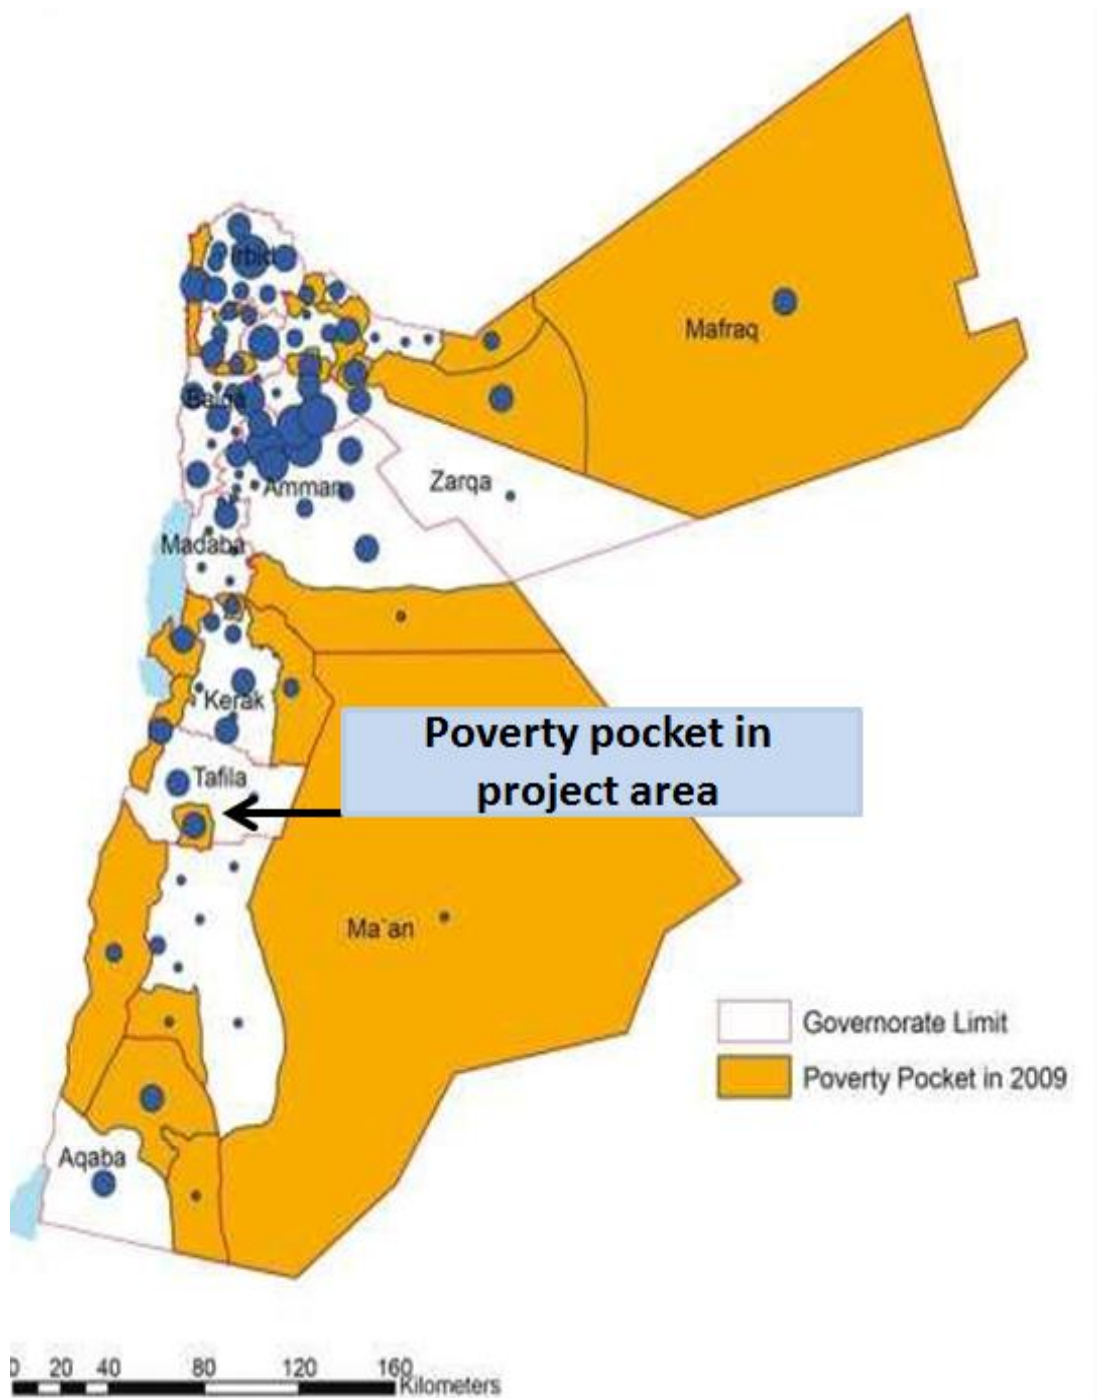 Irbid
Mafraq
Balqa
Zarqa
Amman
Madaba
Kerak
Poverty pocket in
project area
Tafila
Ma`an
Governorate Limit
Poverty Pocket in 2009
Aqaba
0 20 40 80 120 160
Kilometers